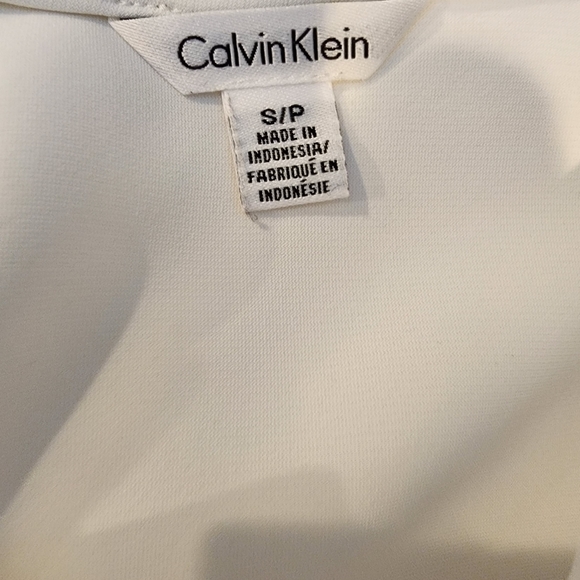 Calvin Klein
S/P
MADE IN
INDONESIA/
FABRIQUÉ EN
INDONÉSIE